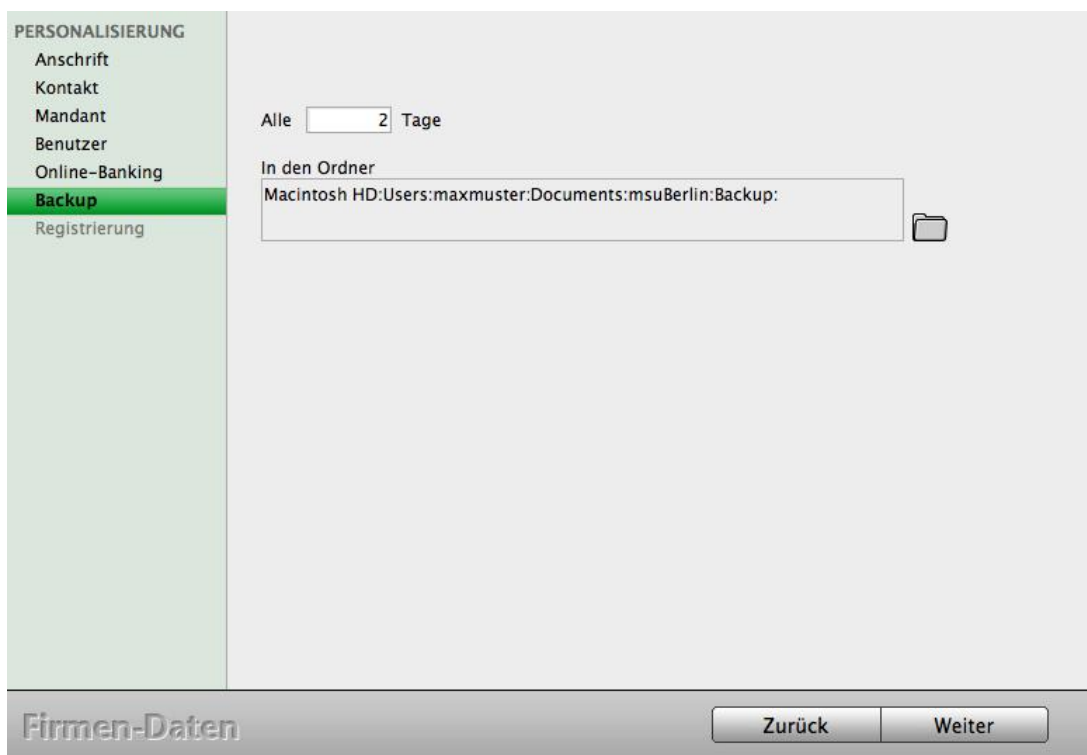 PERSONALISIERUNG
Anschrift
Kontakt
Mandant
Benutzer
Online-Banking
Backup
Registrierung
Alle 2 Tage
In den Ordner
Macintosh HD:Users:maxmuster:Documents:msuBerlin:Backup:
Firmen-Daten
Zurück
Weiter